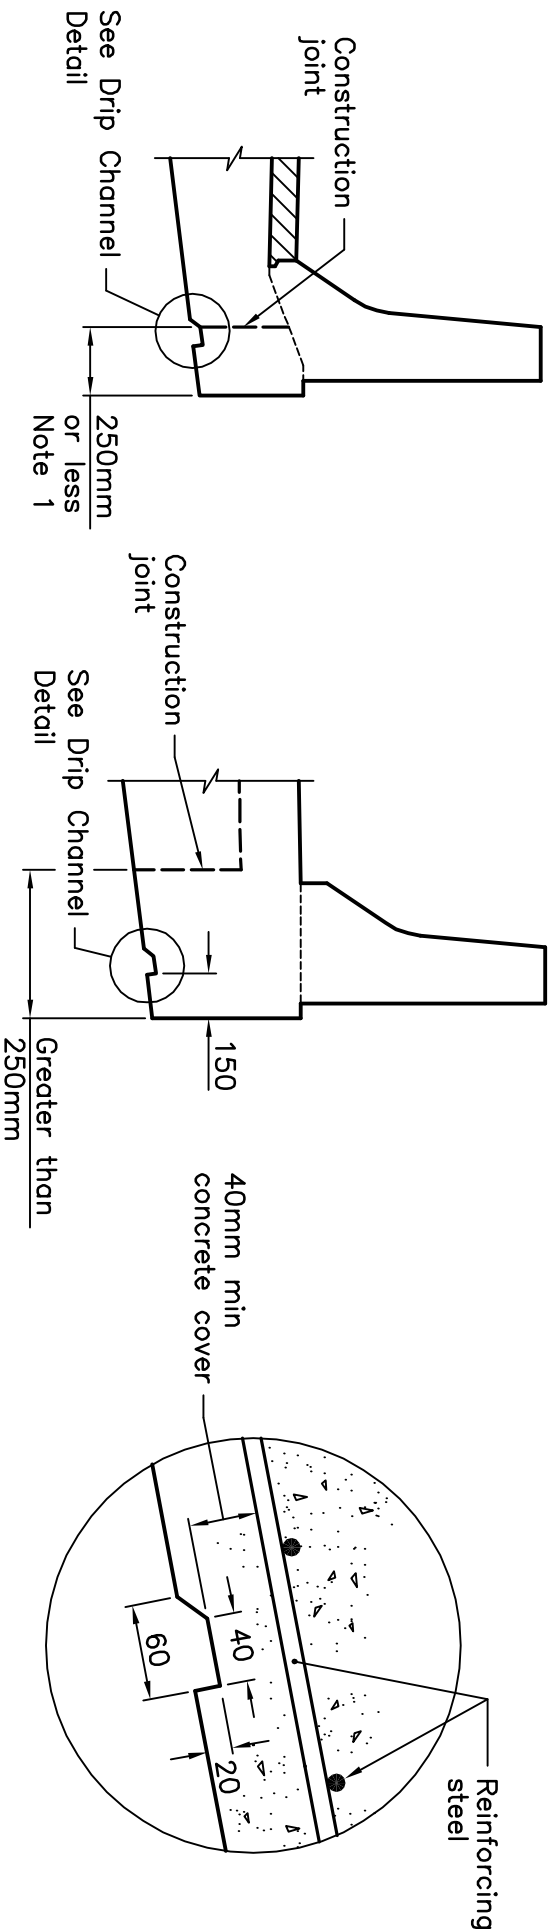 Construction
joint
See Drip Channel
Detail
250mm
or less
Note 1
Construction
joint
See Drip Channel
Detail
150
Greater than
250mm
40mm min
concrete cover
40
60
20
Reinforcing
steel